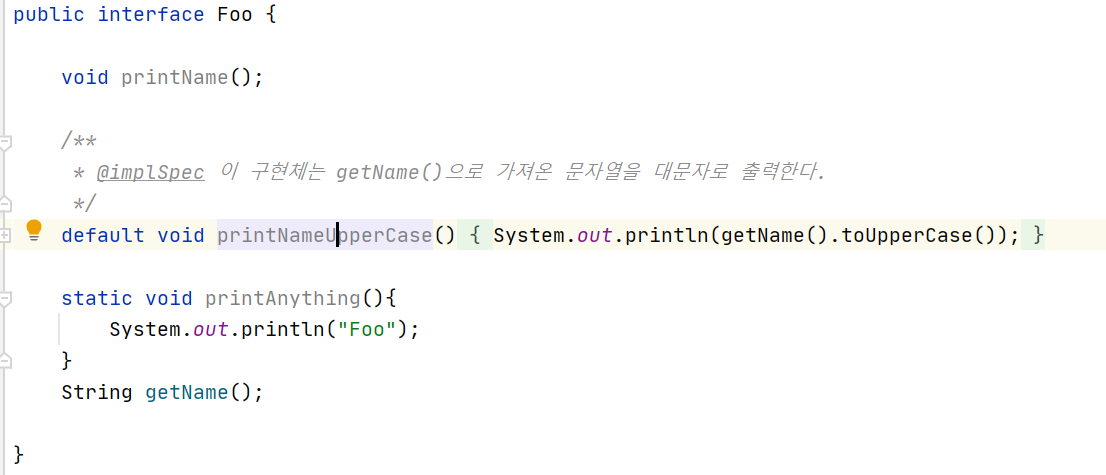 public interface Foo {
void printName();
/**
* @implSpec 이 구현체는 getName()으로 가져온 문자열을 대문자로 출력한다.
*/
default void printNameUpperCase() { System.out.println(getName().toUpperCase()); }
static void printAnything(){
System.out.println("Foo");
}
String getName();
}